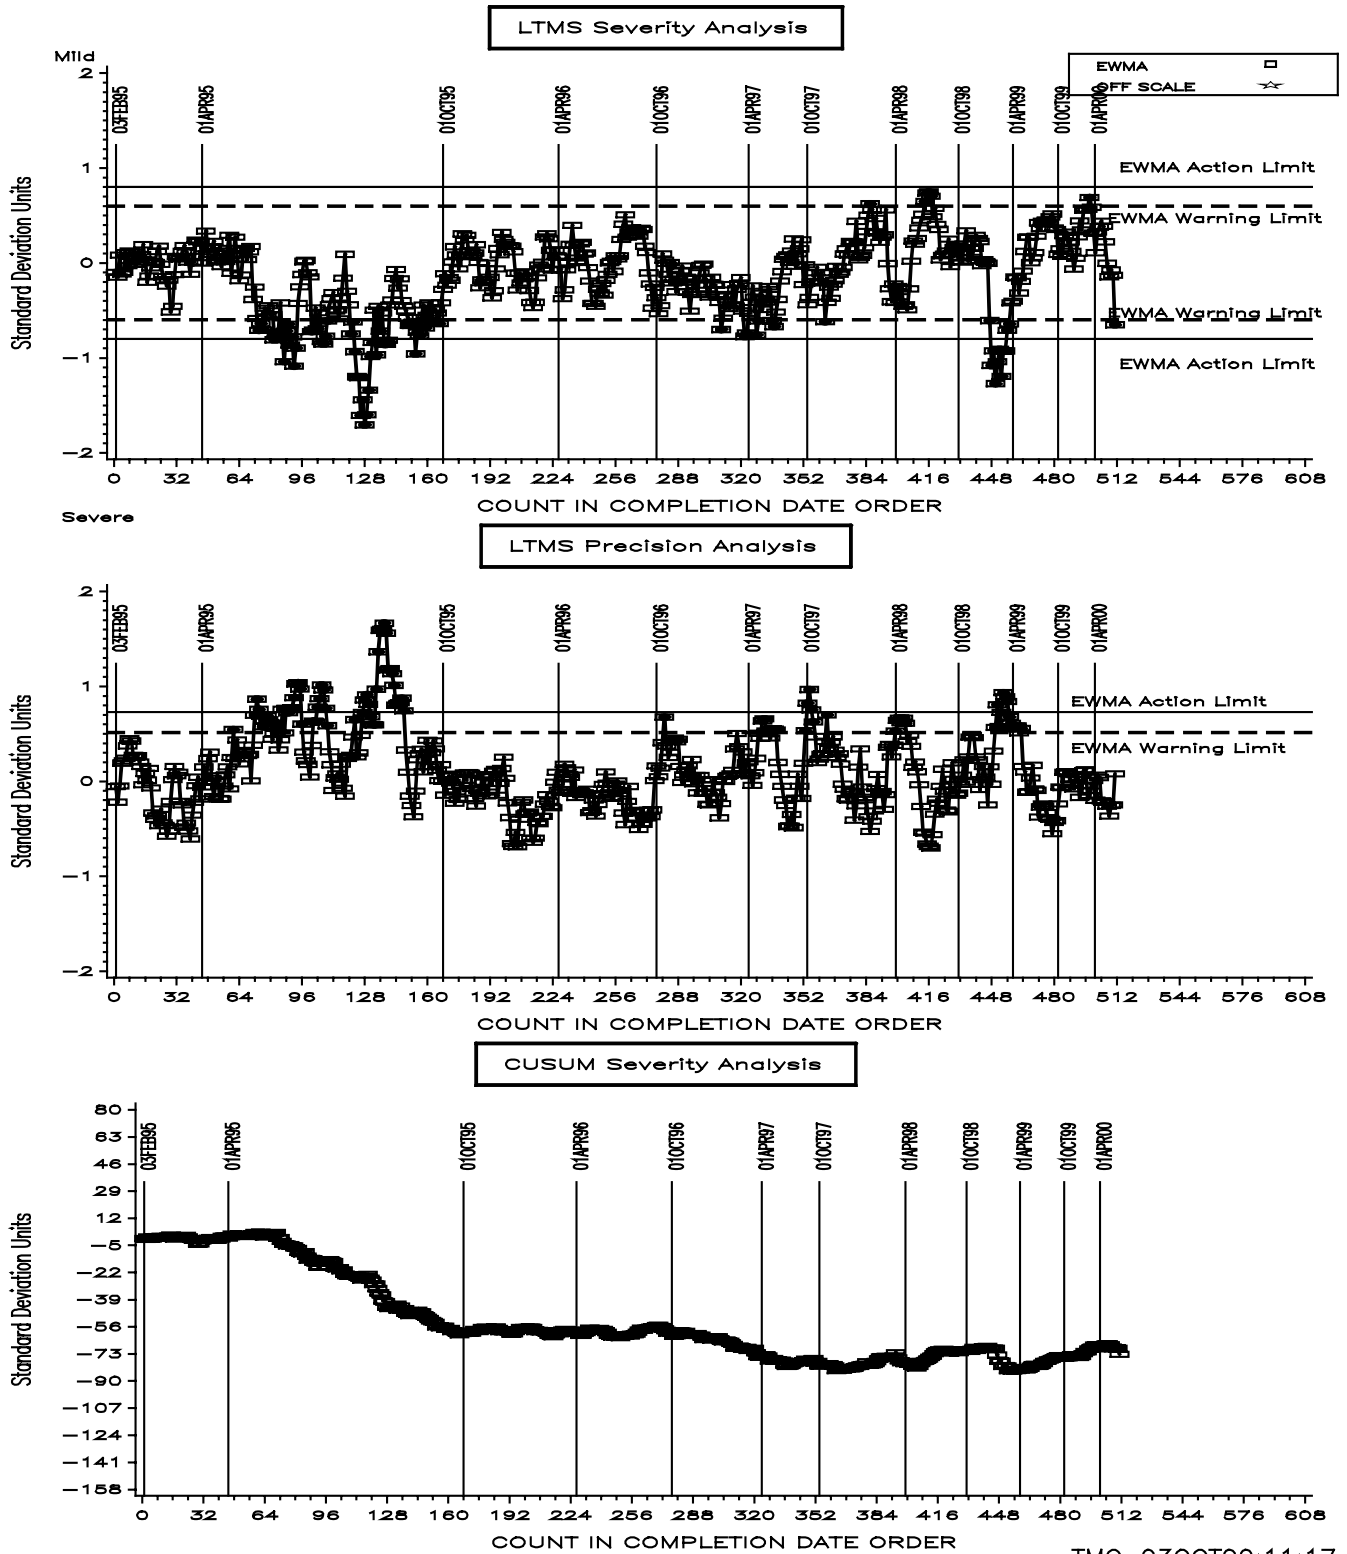 LTMS Severity Analysis
Mild
EWMA
OFF SCALE
2
1
0
−1
−2
Standard Deviation Units
03FEB95
01APR95
01OCT95
01APR96
01OCT96
01APR97
01OCT97
01APR98
01OCT98
01APR99
01OCT99
01APR00
EWMA Action Limit
EWMA Warning Limit
EWMA Warning Limit
EWMA Action Limit
0 32 64 96 128 160 192 224 256 288 320 352 384 416 448 480 512 544 576 608
COUNT IN COMPLETION DATE ORDER
Severe
LTMS Precision Analysis
2
1
0
−1
−2
Standard Deviation Units
03FEB95
01APR95
01OCT95
01APR96
01OCT96
01APR97
01OCT97
01APR98
01OCT98
01APR99
01OCT99
01APR00
EWMA Action Limit
EWMA Warning Limit
0 32 64 96 128 160 192 224 256 288 320 352 384 416 448 480 512 544 576 608
COUNT IN COMPLETION DATE ORDER
CUSUM Severity Analysis
80
63
46
29
12
−5
−22
−39
−56
−73
−90
−107
−124
−141
−158
Standard Deviation Units
03FEB95
01APR95
01OCT95
01APR96
01OCT96
01APR97
01OCT97
01APR98
01OCT98
01APR99
01OCT99
01APR00
0 32 64 96 128 160 192 224 256 288 320 352 384 416 448 480 512 544 576 608
COUNT IN COMPLETION DATE ORDER